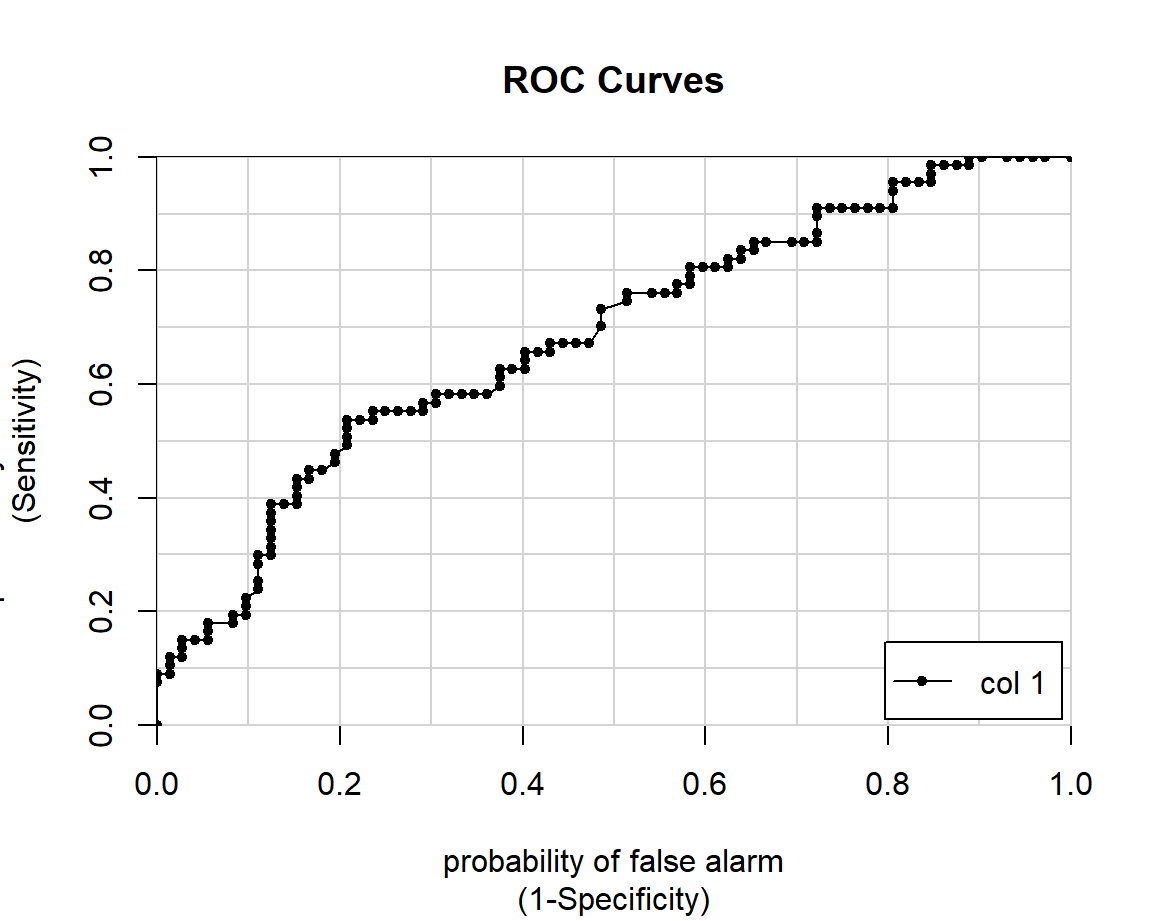 ROC Curves
1.0
0.8
0.6
0.4
0.2
0.0
(Sensitivity)
col 1
0.0 0.2 0.4 0.6 0.8 1.0
probability of false alarm
(1-Specificity)